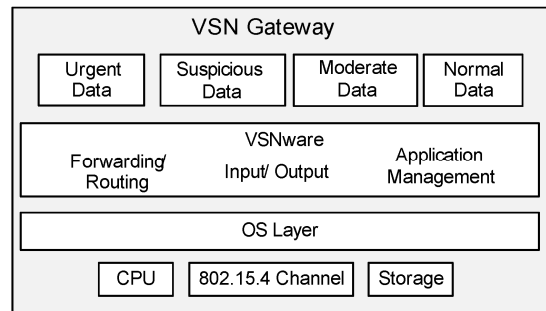 VSN Gateway
Urgent
Data
Suspicious
Data
Moderate
Data
Normal
Data
VSNware
Forwarding/
Routing
Input/ Output
Application
Management
OS Layer
CPU
802.15.4 Channel
Storage